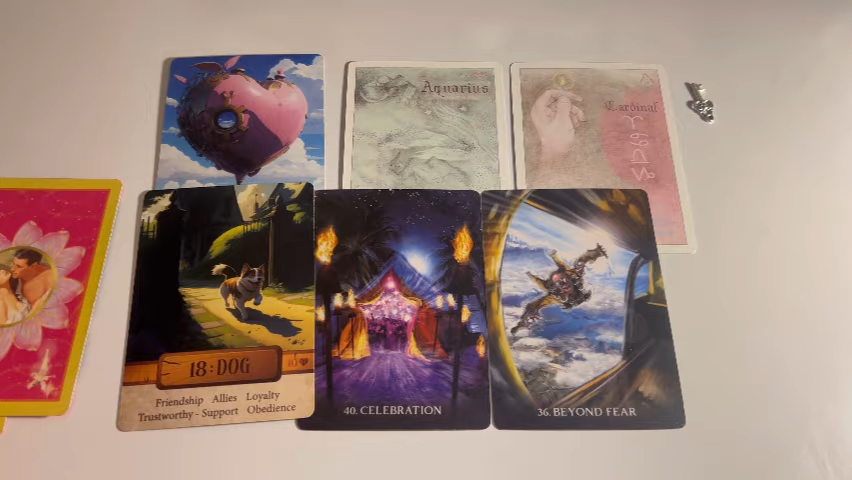 Aquarius
Cardinal
18:DOG
Friendship Allies Loyalty
Trustworthy - Support Obedience
40. CELEBRATION
36. BEYOND FEAR